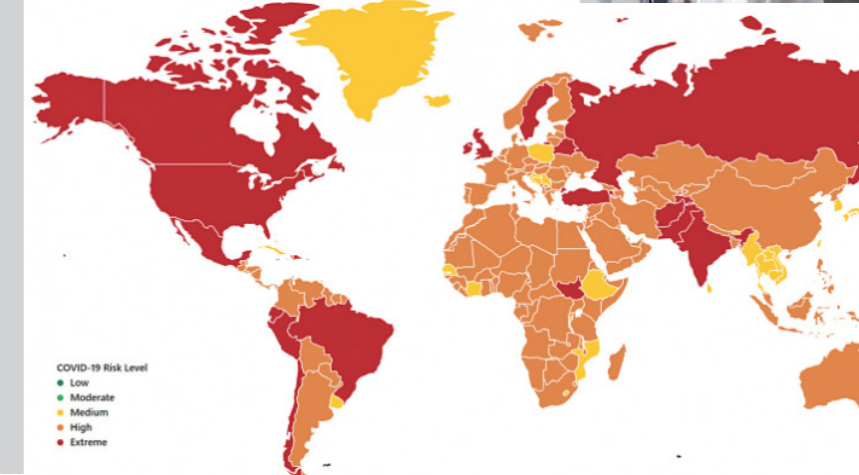 COVID-19 Risk Level
Low
Moderate
Medium
High
Extreme